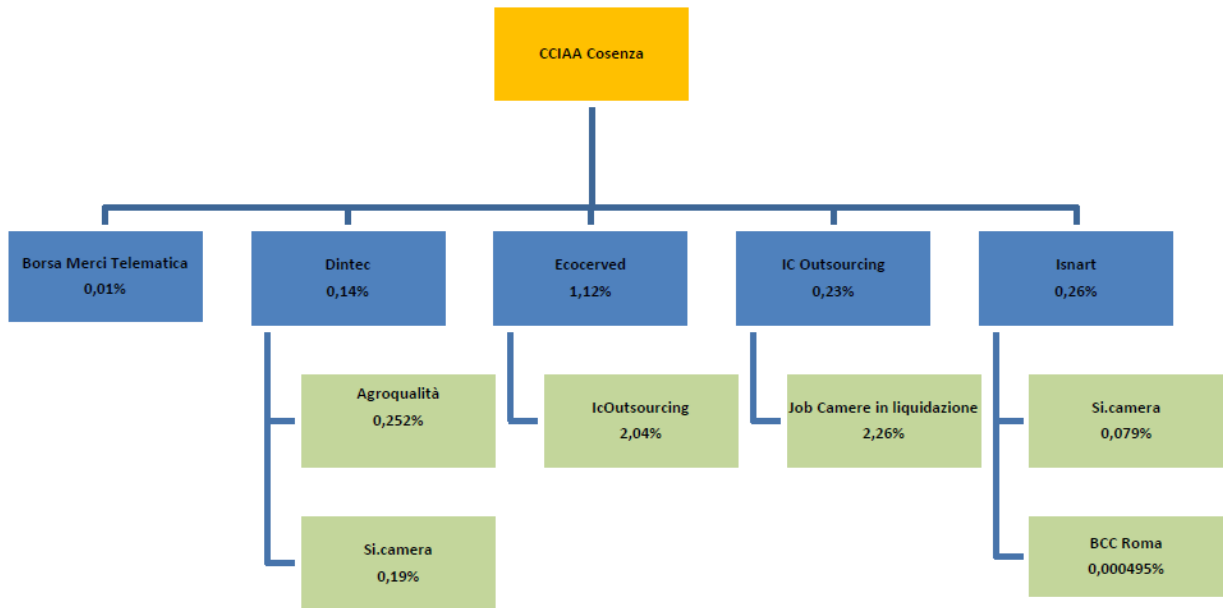 CCIAA Cosenza
Borsa Merci Telematica
0,01%
Dintec
0,14%
Ecocerved
1,12%
IC Outsourcing
0,23%
Isnart
0,26%
Agroqualità
0,252%
IcOutsourcing
2,04%
Job Camere in liquidazione
2,26%
Si.camera
0,079%
Si.camera
0,19%
BCC Roma
0,000495%